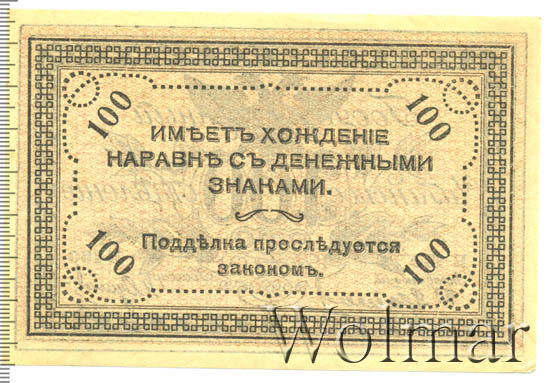 100 100
ИМѢЕТЪ ХОЖДЕНІЕ
НАРАВНѢ СЪ ДЕНЕЖНЫМИ
ЗНАКАМИ.
Поддѣлка преслѣдуется
закономъ.
100 100
Wolmar